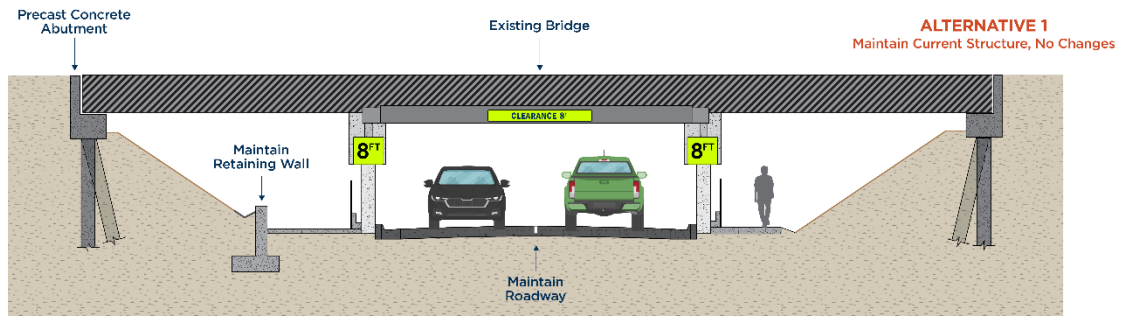 Precast Concrete
Abutment
Existing Bridge
ALTERNATIVE 1
Maintain Current Structure, No Changes
CLEARANCE 8'
8FT
8FT
Maintain
Retaining Wall
Maintain
Roadway